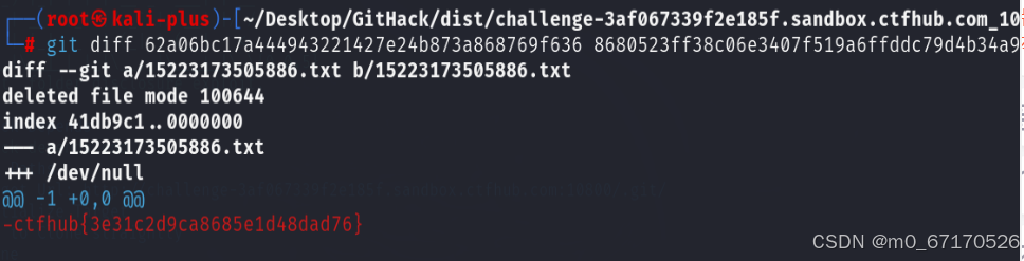 ┌──(root㉿kali-plus)-[~/Desktop/GitHack/dist/challenge-3af067339f2e185f.sandbox.ctfhub.com_10
└─# git diff 62a06bc17a444943221427e24b873a868769f636 8680523ff38c06e3407f519a6ffddc79d4b34a9
diff --git a/15223173505886.txt b/15223173505886.txt
deleted file mode 100644
index 41db9c1..0000000
--- a/15223173505886.txt
+++ /dev/null
@@ -1 +0,0 @@
-ctfhub{3e31c2d9ca8685e1d48dad76}
CSDN @m0_67170526